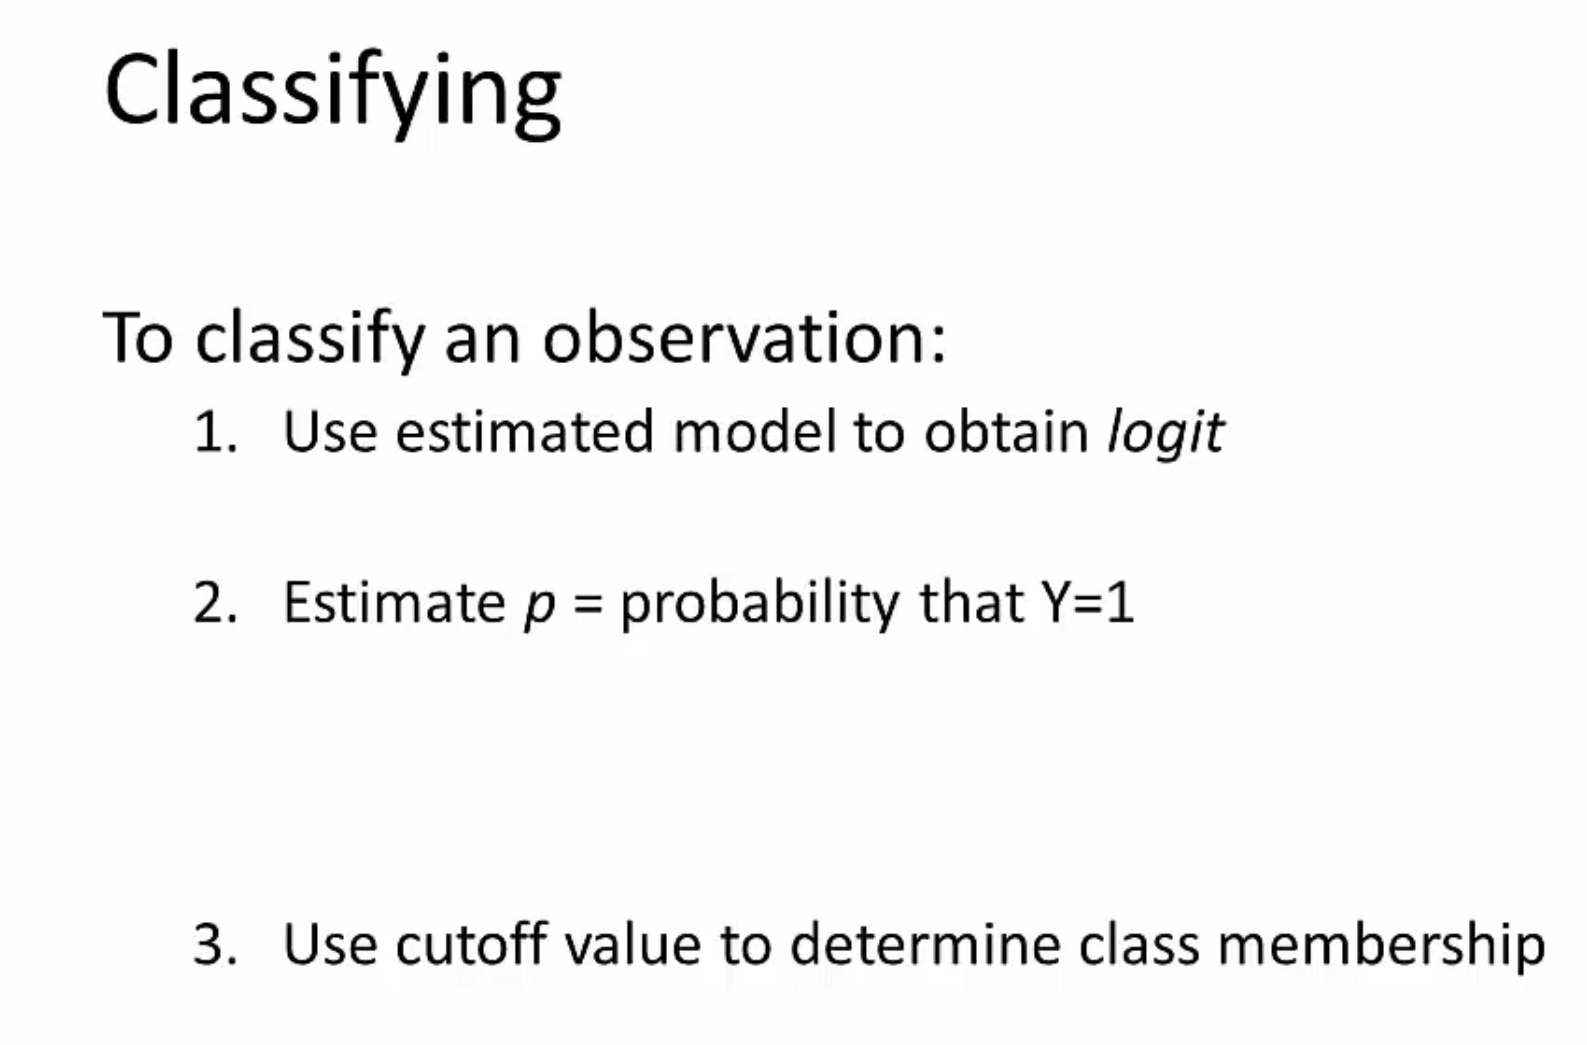 Classifying
To classify an observation:
1. Use estimated model to obtain logit
2. Estimate p = probability that Y=1
3. Use cutoff value to determine class membership